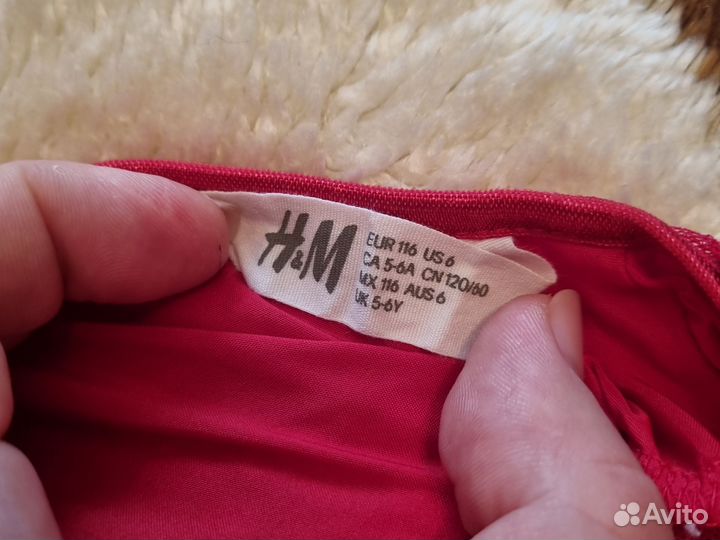 H&M
EUR 116 US 6
CA 5-6A CN 120/60
MX 116 AUS 6
UK 5-6Y
Avito